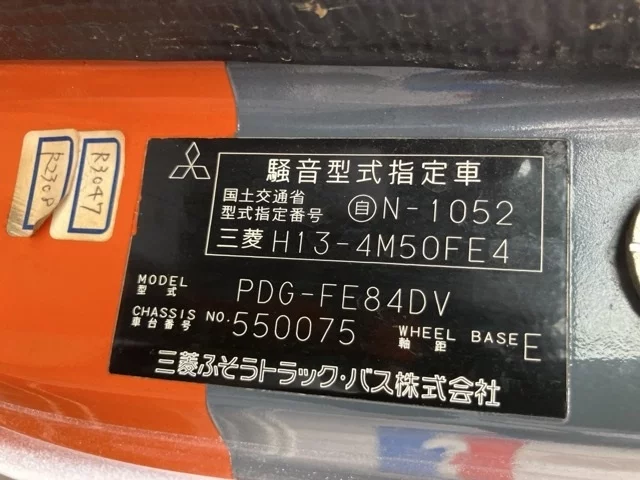 R230P
R3047
騒音型式指定車
国土交通省
型式指定番号 自N-1052
三菱 H13-4M50FE4
MODEL
型式 PDG-FE84DV
CHASSIS NO. 550075 WHEEL BASE E
車台番号 軸距
三菱ふそうトラック・バス株式会社